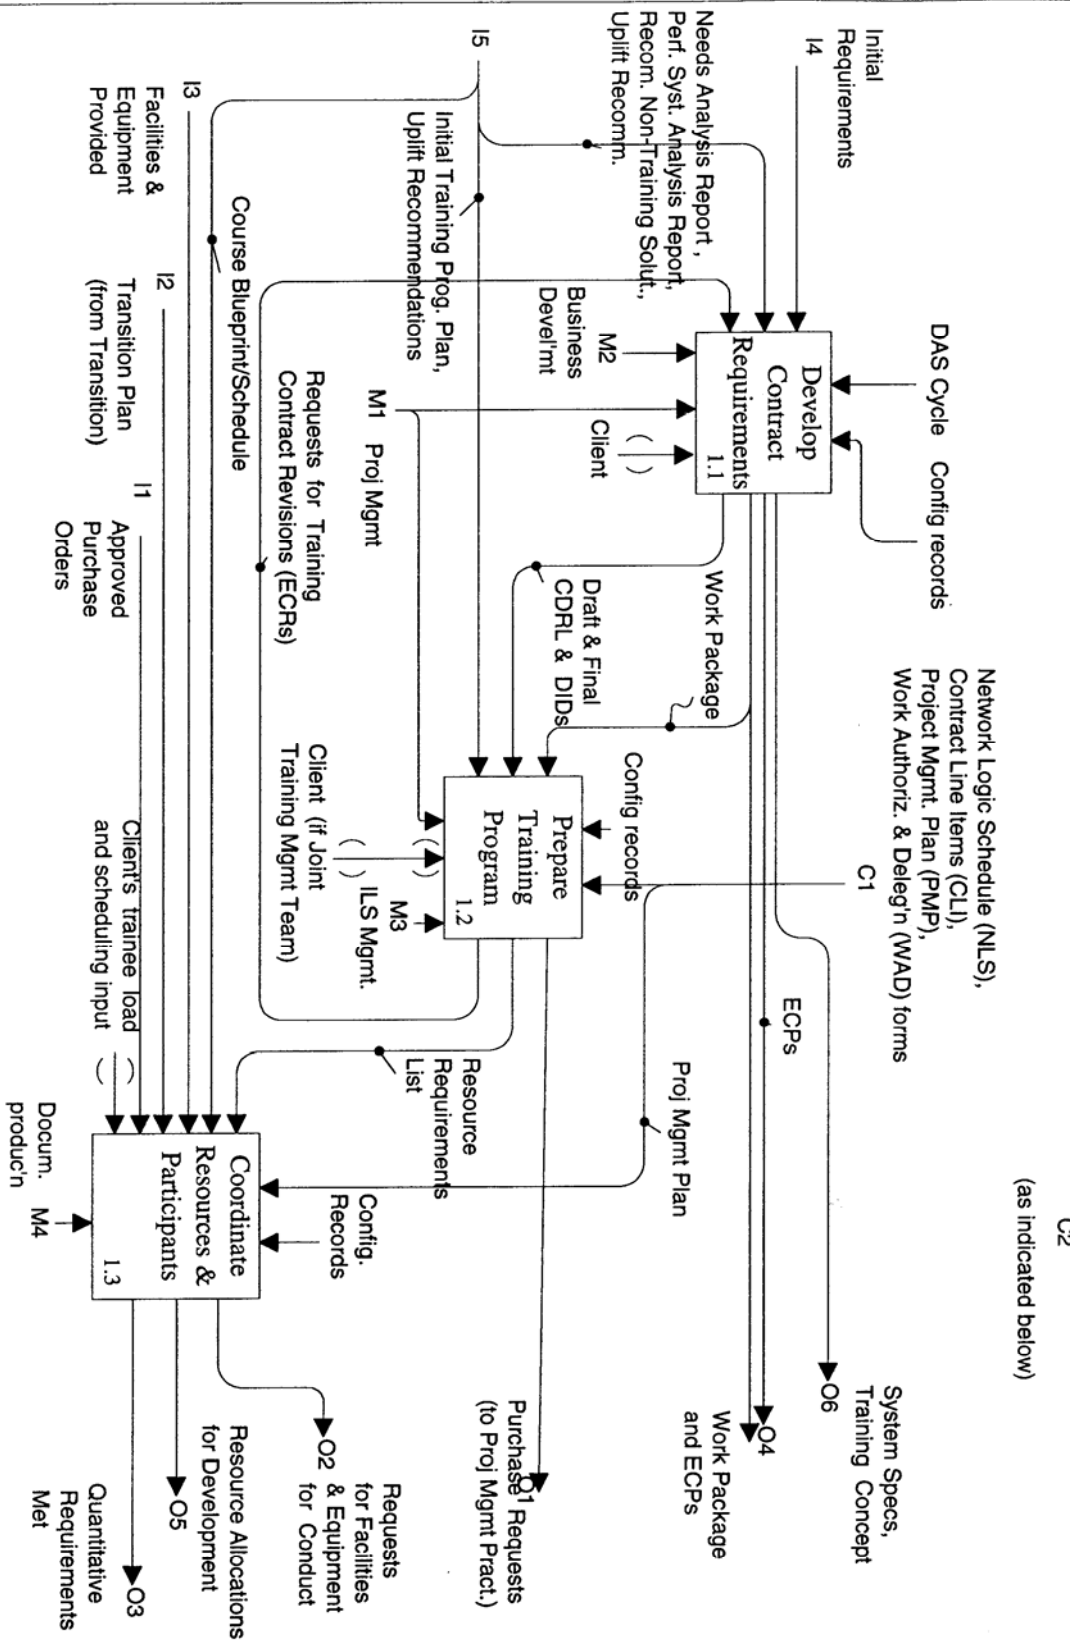 C2
(as indicated below)
Network Logic Schedule (NLS),
Contract Line Items (CLI),
Project Mgmt. Plan (PMP),
Work Authoriz. & Deleg'n (WAD) forms
C1
DAS Cycle
Config records
Initial
Requirements
I4
Develop
Contract
Requirements
1.1
Needs Analysis Report ,
Perf. Syst. Analysis Report,
Recom. Non-Training Solut.,
Uplift Recomm.
I5
M2
Business
Devel'mt
( )
Client
M1
Proj Mgmt
Initial Training Prog. Plan,
Uplift Recommendations
Work Package
Draft & Final
CDRL & DIDs
Config records
Prepare
Training
Program
1.2
ECPs
Proj Mgmt Plan
System Specs,
Training Concept
O6
O4
Work Package
and ECPs
O1
Purchase Requests
(to Proj Mgmt Pract.)
Requests for Training
Contract Revisions (ECRs)
( )
( )
Client (if Joint
Training Mgmt Team)
M3
ILS Mgmt.
Resource
Requirements
List
Config.
Records
Course Blueprint/Schedule
I3
Facilities &
Equipment
Provided
I2
Transition Plan
(from Transition)
I1
Approved
Purchase
Orders
Client's trainee load
and scheduling input
( )
Coordinate
Resources &
Participants
1.3
Docum.
produc'n
M4
Requests
for Facilities
& Equipment
for Conduct
O2
Resource Allocations
for Development
O5
O3
Quantitative
Requirements
Met